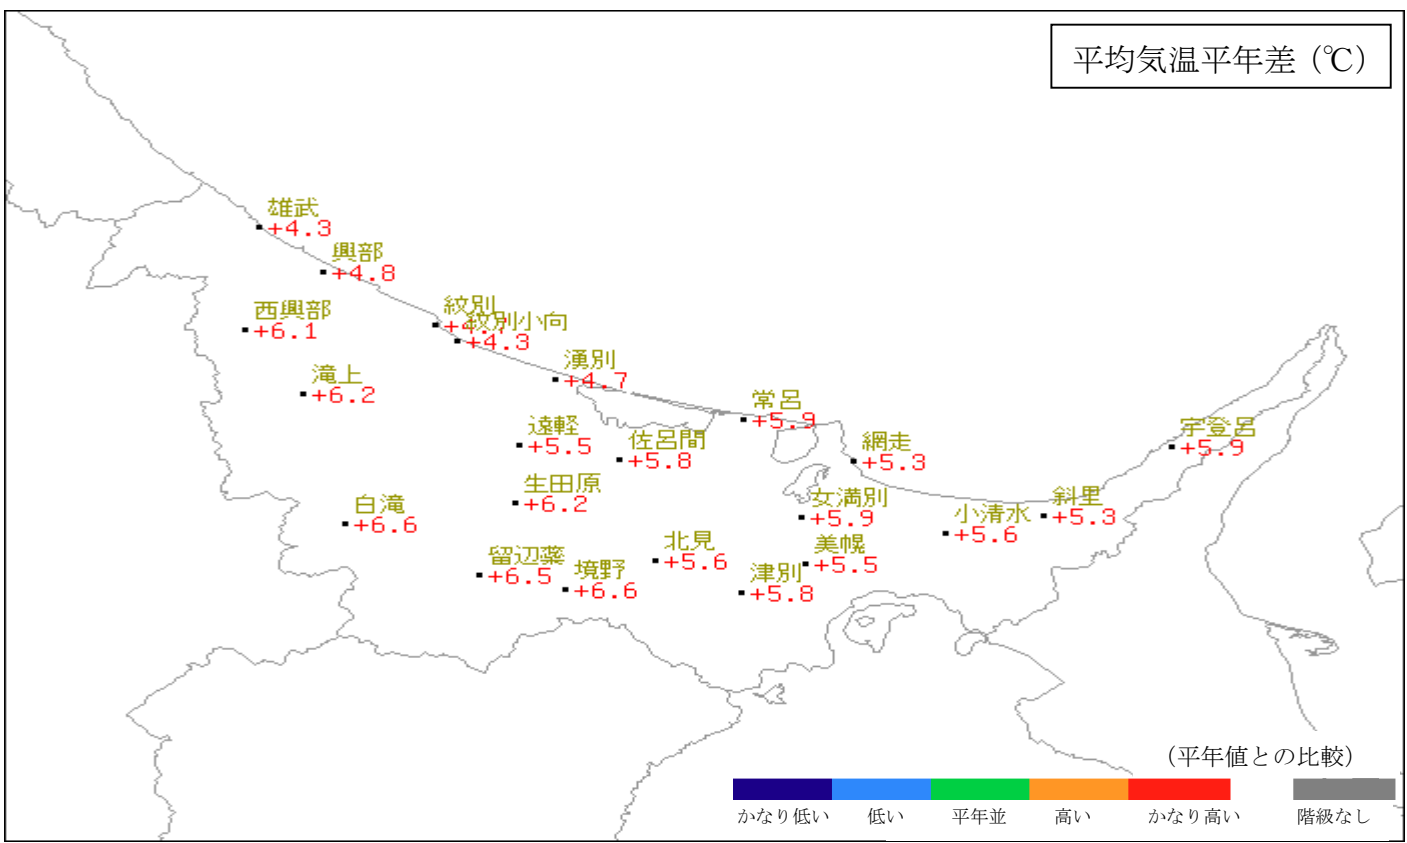 平均気温平年差（℃）
雄武
+4.3
興部
+4.8
西興部
+6.1
紋別
紋別小向
+4.3
湧別
+4.7
滝上
+6.2
常呂
+5.9
遠軽
+5.5
佐呂間
+5.8
網走
+5.3
宇登呂
+5.9
生田原
+6.2
白滝
+6.6
女満別
+5.9
小清水
+5.6
斜里
+5.3
北見
+5.6
美幌
+5.5
留辺蘂
+6.5
境野
+6.6
津別
+5.8
（平年値との比較）
かなり低い 低い 平年並 高い かなり高い 階級なし